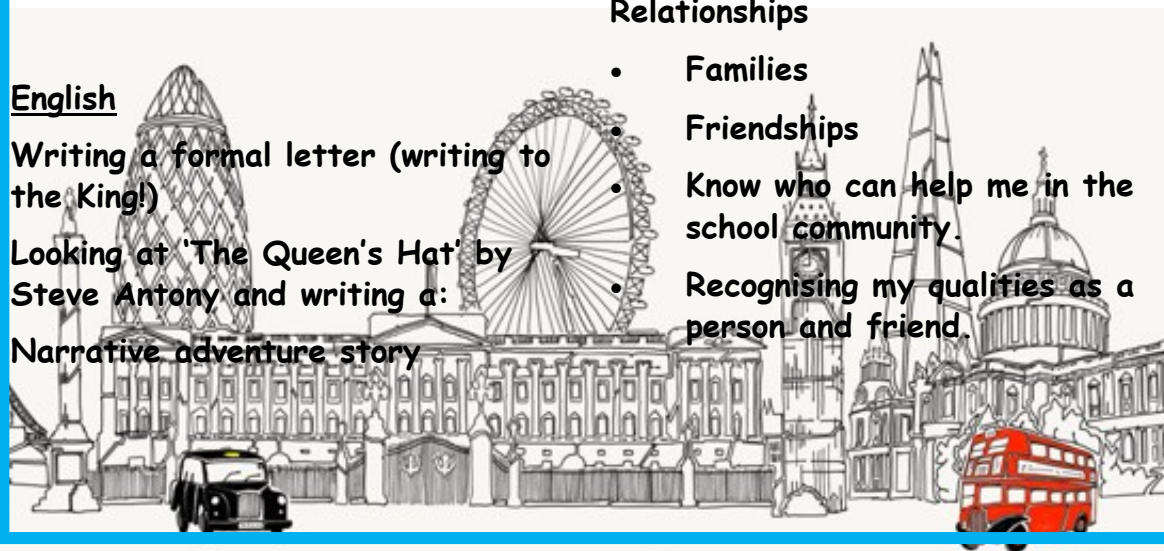 English
Writing a formal letter (writing to
the King!)
Looking at ‘The Queen’s Hat’ by
Steve Antony and writing a:
Narrative adventure story
Relationships
• Families
• Friendships
• Know who can help me in the
school community.
• Recognising my qualities as a
person and friend.